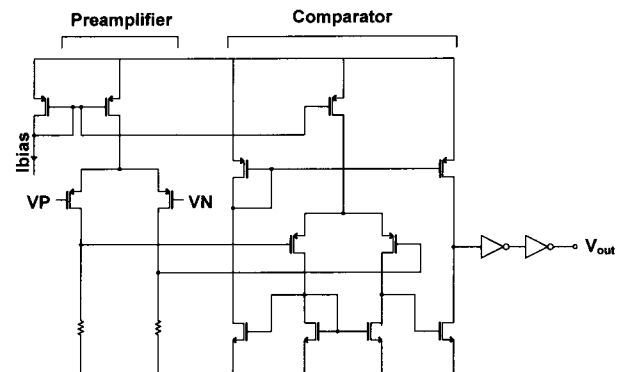 Preamplifier
Comparator
Ibias
VP
VN
Vout